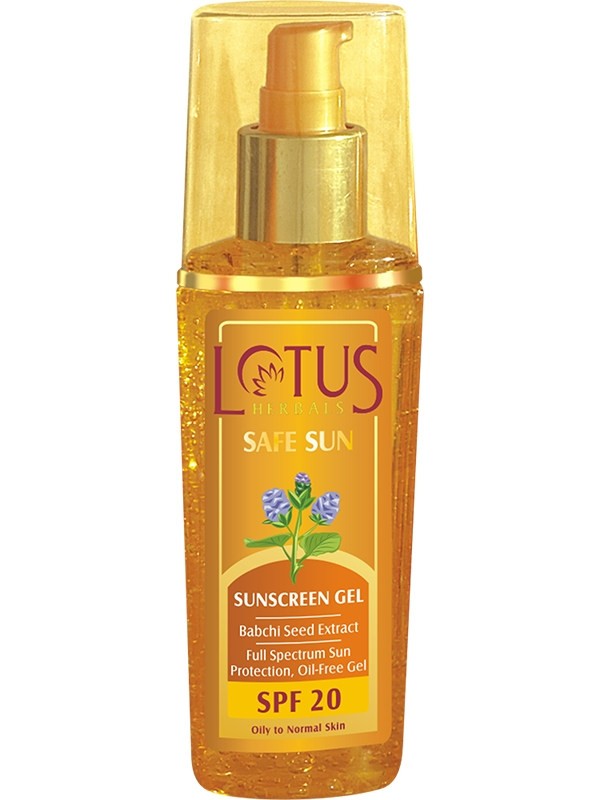 LOTUS
HERBALS
SAFE SUN
SUNSCREEN GEL
Babchi Seed Extract
Full Spectrum Sun
Protection, Oil-Free Gel
SPF 20
Oily to Normal Skin